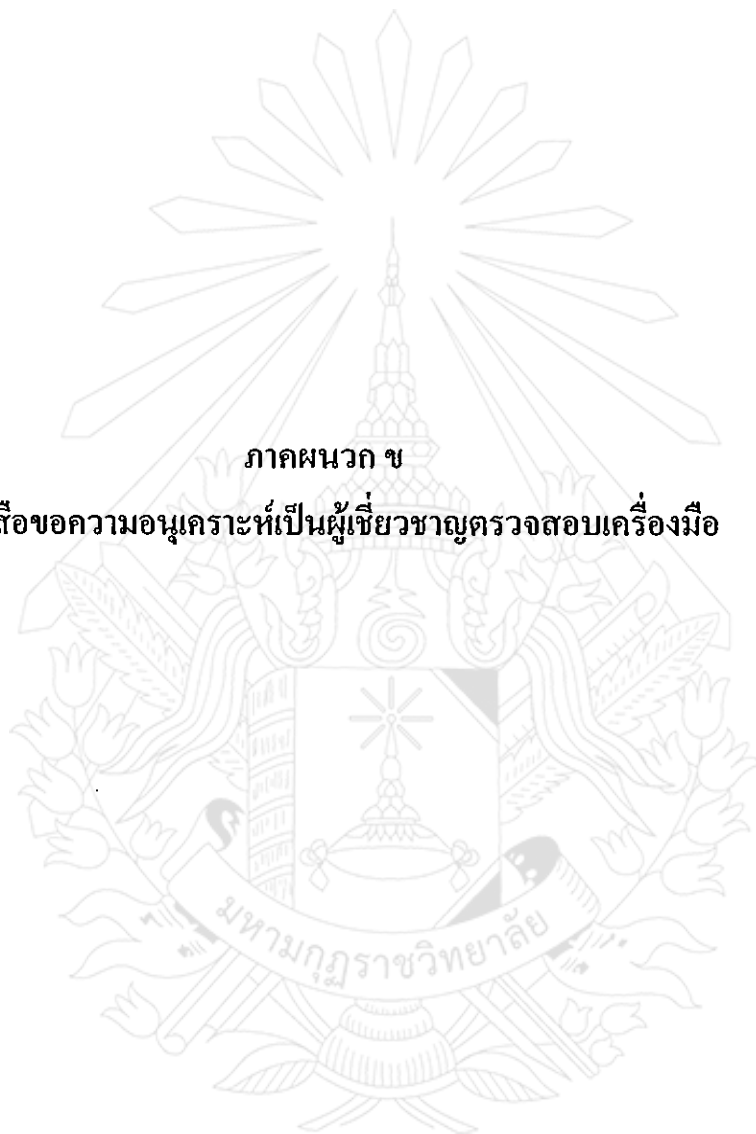 ภาคผนวก ช
สือขอความอนุเคราะห์เป็นผู้เชี่ยวชาญตรวจสอบเครื่องมือ
มหามกุฏราชวิทยาลัย